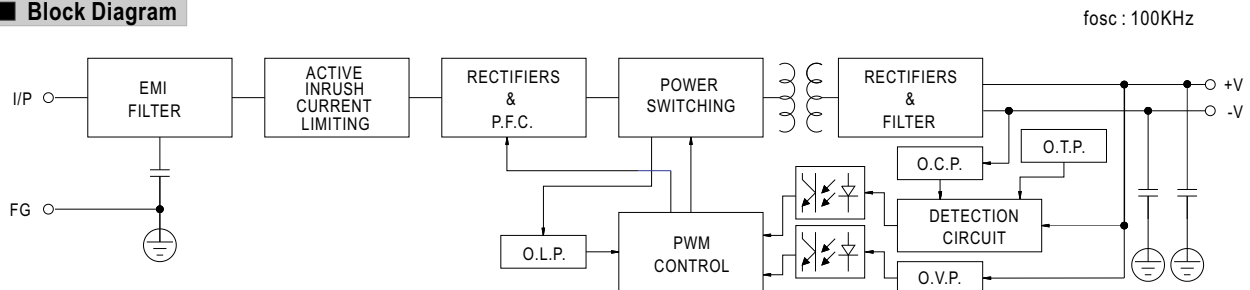 Block Diagram
fosc : 100KHz
I/P
EMI
FILTER
ACTIVE
INRUSH
CURRENT
LIMITING
RECTIFIERS
&
P.F.C.
POWER
SWITCHING
RECTIFIERS
&
FILTER
+V
-V
FG
O.L.P.
PWM
CONTROL
O.C.P.
O.T.P.
DETECTION
CIRCUIT
O.V.P.